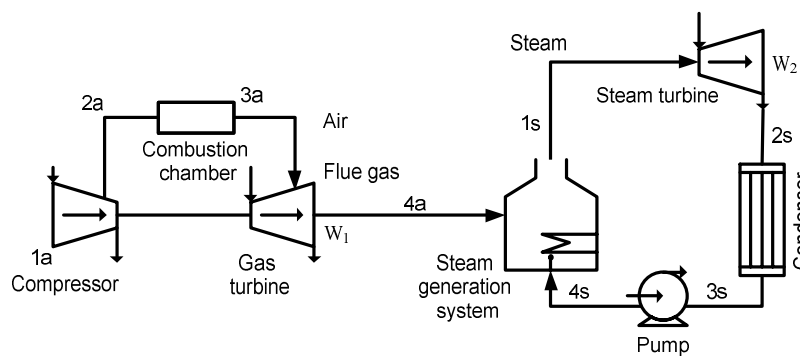 Steam
W2
Steam turbine
2a
3a
Air
1s
2s
Combustion
chamber
Flue gas
4a
W1
1a
Compressor
Gas
turbine
Steam
generation
system
4s
3s
Pump
Condenser